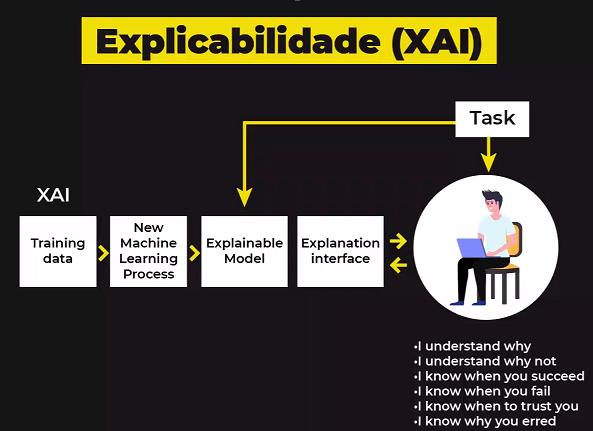 Explicabilidade (XAI)
Task
XAI
Training
data
New
Machine
Learning
Process
Explainable
Model
Explanation
interface
•I understand why
•I understand why not
•I know when you succeed
•I know when you fail
•I know when to trust you
•I know why you erred